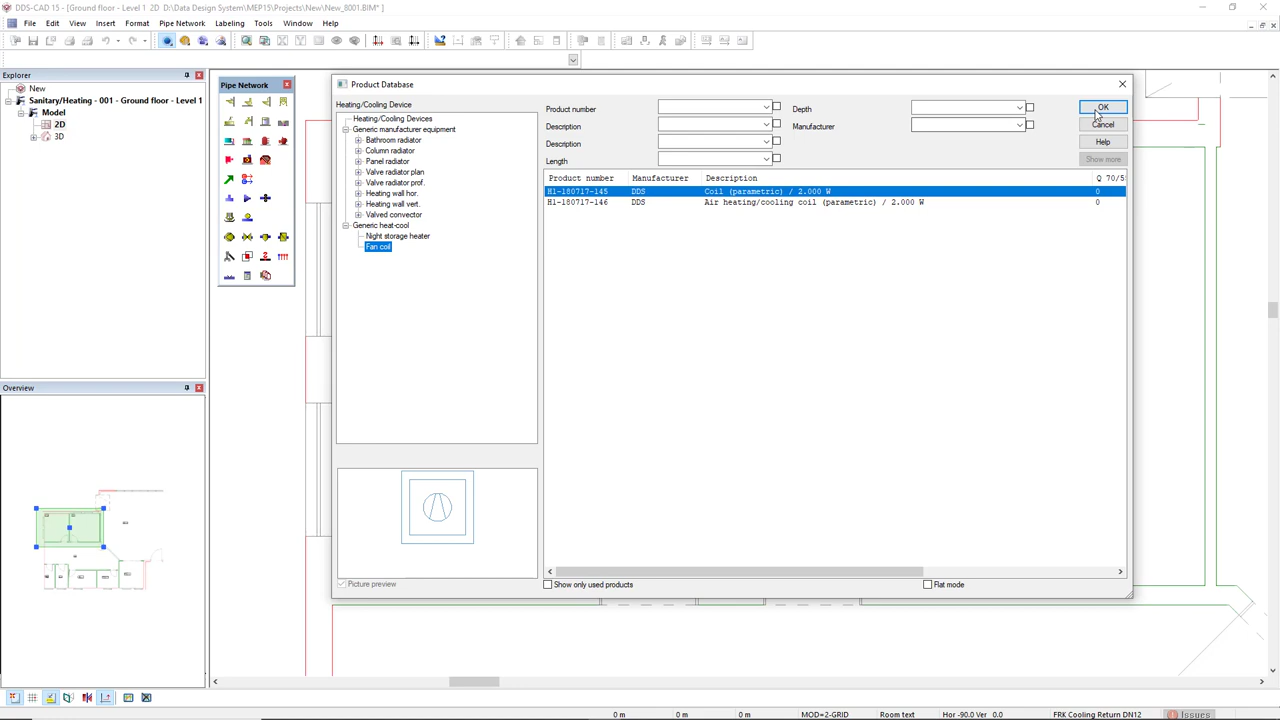 DDS-CAD 15 - [Ground floor - Level 1  2D  D:\Data Design System\MEP15\Projects\New\New_8001.BIM* ]
File Edit View Insert Format Pipe Network Labeling Tools Window Help
Explorer
New
Sanitary/Heating - 001 - Ground floor - Level 1
Model
2D
3D
Pipe Network
Overview
Product Database
Heating/Cooling Device
Heating/Cooling Devices
Generic manufacturer equipment
Bathroom radiator
Column radiator
Panel radiator
Valve radiator plan
Valve radiator prof.
Heating wall hor.
Heating wall vert.
Valved convector
Generic heat-cool
Night storage heater
Fan coil
Picture preview
Product number
Description
Description
Length
Depth
Manufacturer
OK
Cancel
Help
Show more
Product number Manufacturer Description Q 70/5
H1-180717-145 DDS Coil (parametric) / 2.000 W 0
H1-180717-146 DDS Air heating/cooling coil (parametric) / 2.000 W 0
Show only used products
Flat mode
0 m 0 m 0 m MOD=2-GRID Room text Hor -90.0 Ver 0.0 FRK Cooling Return DN12 Issues